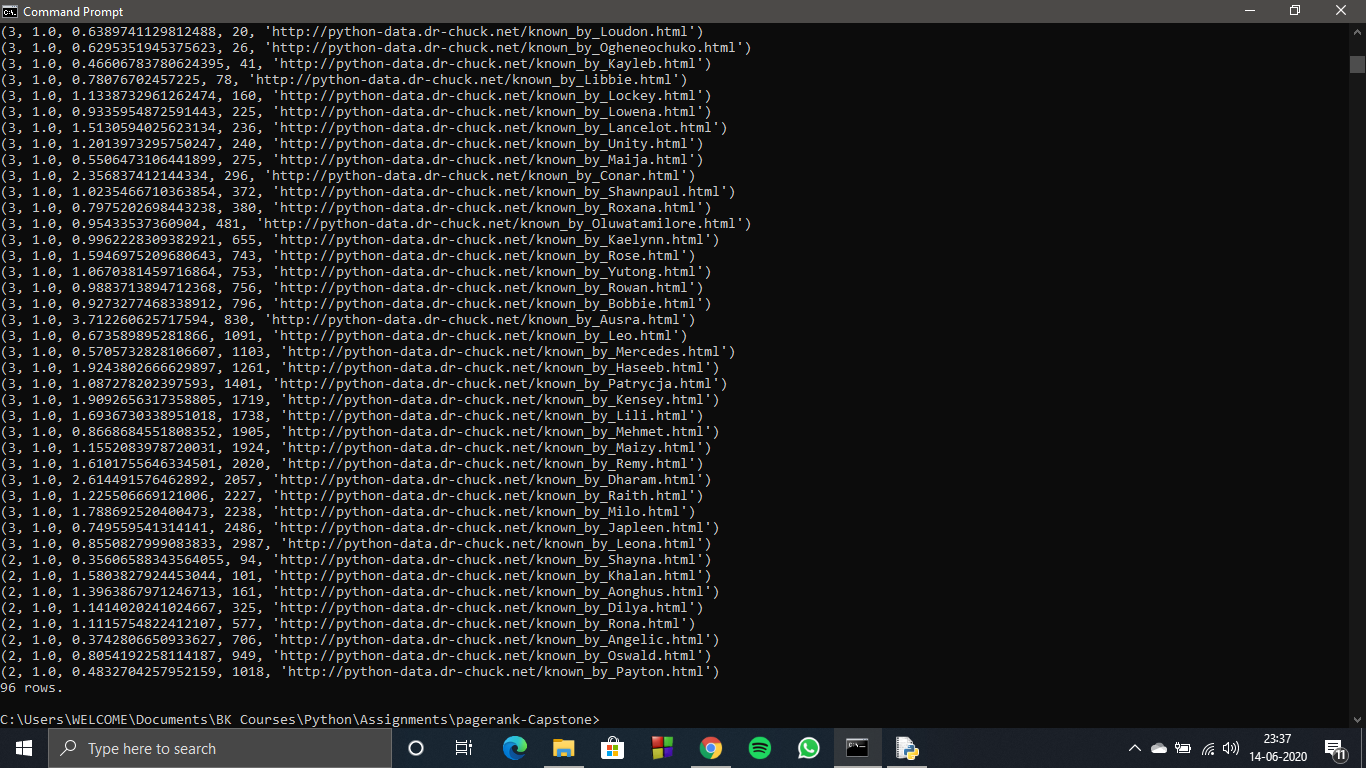 Command Prompt
(3, 1.0, 0.6389741129812488, 20, 'http://python-data.dr-chuck.net/known_by_Loudon.html')
(3, 1.0, 0.6295351945375623, 26, 'http://python-data.dr-chuck.net/known_by_Ogheneochuko.html')
(3, 1.0, 0.46606783780624395, 41, 'http://python-data.dr-chuck.net/known_by_Kayleb.html')
(3, 1.0, 0.78076702457225, 78, 'http://python-data.dr-chuck.net/known_by_Libbie.html')
(3, 1.0, 1.1338732961262474, 160, 'http://python-data.dr-chuck.net/known_by_Lockey.html')
(3, 1.0, 0.9335954872591443, 225, 'http://python-data.dr-chuck.net/known_by_Lowena.html')
(3, 1.0, 1.5130594025623134, 236, 'http://python-data.dr-chuck.net/known_by_Lancelot.html')
(3, 1.0, 1.2013973295750247, 240, 'http://python-data.dr-chuck.net/known_by_Unity.html')
(3, 1.0, 0.5506473106441899, 275, 'http://python-data.dr-chuck.net/known_by_Maija.html')
(3, 1.0, 2.356837412144334, 296, 'http://python-data.dr-chuck.net/known_by_Conar.html')
(3, 1.0, 1.0235466710363854, 372, 'http://python-data.dr-chuck.net/known_by_Shawnpaul.html')
(3, 1.0, 0.7975202698443238, 380, 'http://python-data.dr-chuck.net/known_by_Roxana.html')
(3, 1.0, 0.95433537360904, 481, 'http://python-data.dr-chuck.net/known_by_Oluwatamilore.html')
(3, 1.0, 0.9962228309382921, 655, 'http://python-data.dr-chuck.net/known_by_Kaelynn.html')
(3, 1.0, 1.5946975209680643, 743, 'http://python-data.dr-chuck.net/known_by_Rose.html')
(3, 1.0, 1.0670381459716864, 753, 'http://python-data.dr-chuck.net/known_by_Yutong.html')
(3, 1.0, 0.9883713894712368, 756, 'http://python-data.dr-chuck.net/known_by_Rowan.html')
(3, 1.0, 0.9273277468338912, 796, 'http://python-data.dr-chuck.net/known_by_Bobbie.html')
(3, 1.0, 3.712260625717594, 830, 'http://python-data.dr-chuck.net/known_by_Ausra.html')
(3, 1.0, 0.673589895281866, 1091, 'http://python-data.dr-chuck.net/known_by_Leo.html')
(3, 1.0, 0.5705732828106607, 1103, 'http://python-data.dr-chuck.net/known_by_Mercedes.html')
(3, 1.0, 1.9243802666629897, 1261, 'http://python-data.dr-chuck.net/known_by_Haseeb.html')
(3, 1.0, 1.087278202397593, 1401, 'http://python-data.dr-chuck.net/known_by_Patrycja.html')
(3, 1.0, 1.9092656317358805, 1719, 'http://python-data.dr-chuck.net/known_by_Kensey.html')
(3, 1.0, 1.6936730338951018, 1738, 'http://python-data.dr-chuck.net/known_by_Lili.html')
(3, 1.0, 0.8668684551808352, 1905, 'http://python-data.dr-chuck.net/known_by_Mehmet.html')
(3, 1.0, 1.1552083978720031, 1924, 'http://python-data.dr-chuck.net/known_by_Maizy.html')
(3, 1.0, 1.6101755646334501, 2020, 'http://python-data.dr-chuck.net/known_by_Remy.html')
(3, 1.0, 2.614491576462892, 2057, 'http://python-data.dr-chuck.net/known_by_Dharam.html')
(3, 1.0, 1.225506669121006, 2227, 'http://python-data.dr-chuck.net/known_by_Raith.html')
(3, 1.0, 1.788692520400473, 2238, 'http://python-data.dr-chuck.net/known_by_Milo.html')
(3, 1.0, 0.749559541314141, 2486, 'http://python-data.dr-chuck.net/known_by_Japleen.html')
(3, 1.0, 0.8550827999083833, 2987, 'http://python-data.dr-chuck.net/known_by_Leona.html')
(2, 1.0, 0.35606588343564055, 94, 'http://python-data.dr-chuck.net/known_by_Shayna.html')
(2, 1.0, 1.5803827924453044, 101, 'http://python-data.dr-chuck.net/known_by_Khalan.html')
(2, 1.0, 1.3963867971246713, 161, 'http://python-data.dr-chuck.net/known_by_Aonghus.html')
(2, 1.0, 1.1414020241024667, 325, 'http://python-data.dr-chuck.net/known_by_Dilya.html')
(2, 1.0, 1.1115754822412107, 577, 'http://python-data.dr-chuck.net/known_by_Rona.html')
(2, 1.0, 0.3742806650933627, 706, 'http://python-data.dr-chuck.net/known_by_Angelic.html')
(2, 1.0, 0.8054192258114187, 949, 'http://python-data.dr-chuck.net/known_by_Oswald.html')
(2, 1.0, 0.4832704257952159, 1018, 'http://python-data.dr-chuck.net/known_by_Payton.html')
96 rows.
C:\Users\WELCOME\Documents\BK Courses\Python\Assignments\pagerank-Capstone>
Type here to search
23:37
14-06-2020
11